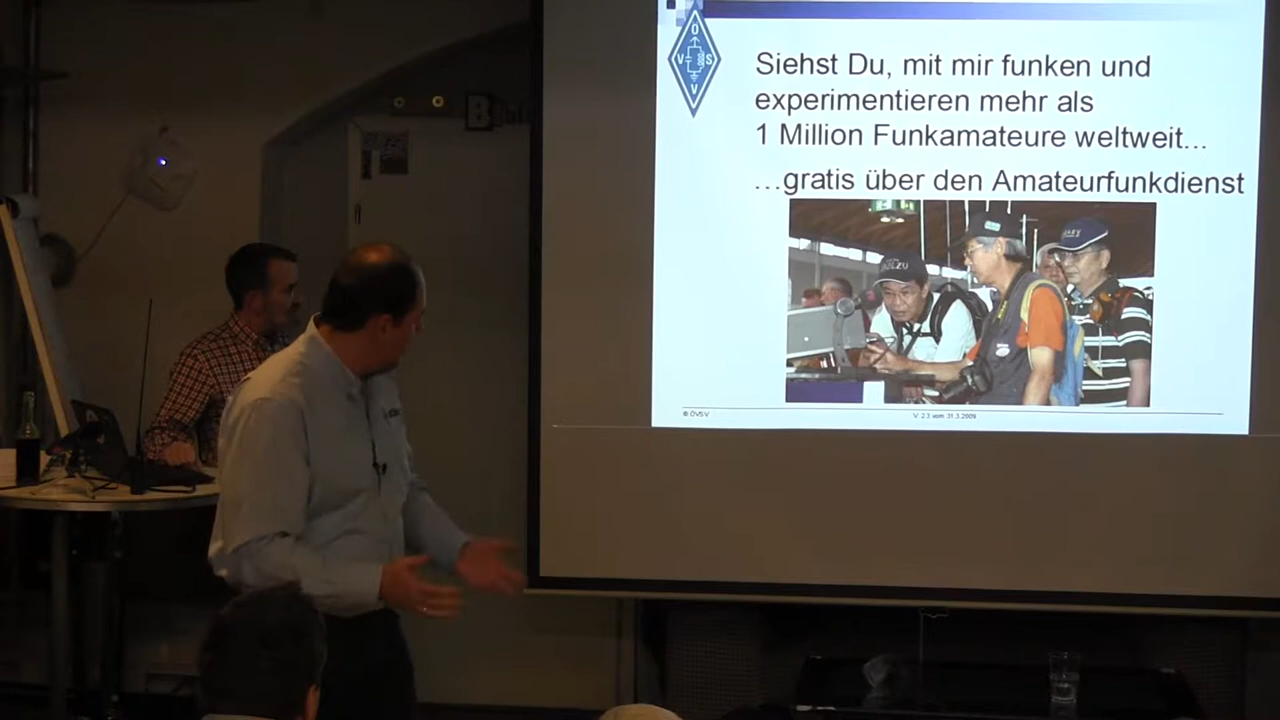 Ö
V S
V
Siehst Du, mit mir funken und
experimentieren mehr als
1 Million Funkamateure weltweit...
...gratis über den Amateurfunkdienst
© ÖVSV
V. 2.3 vom 31.3.2009
B